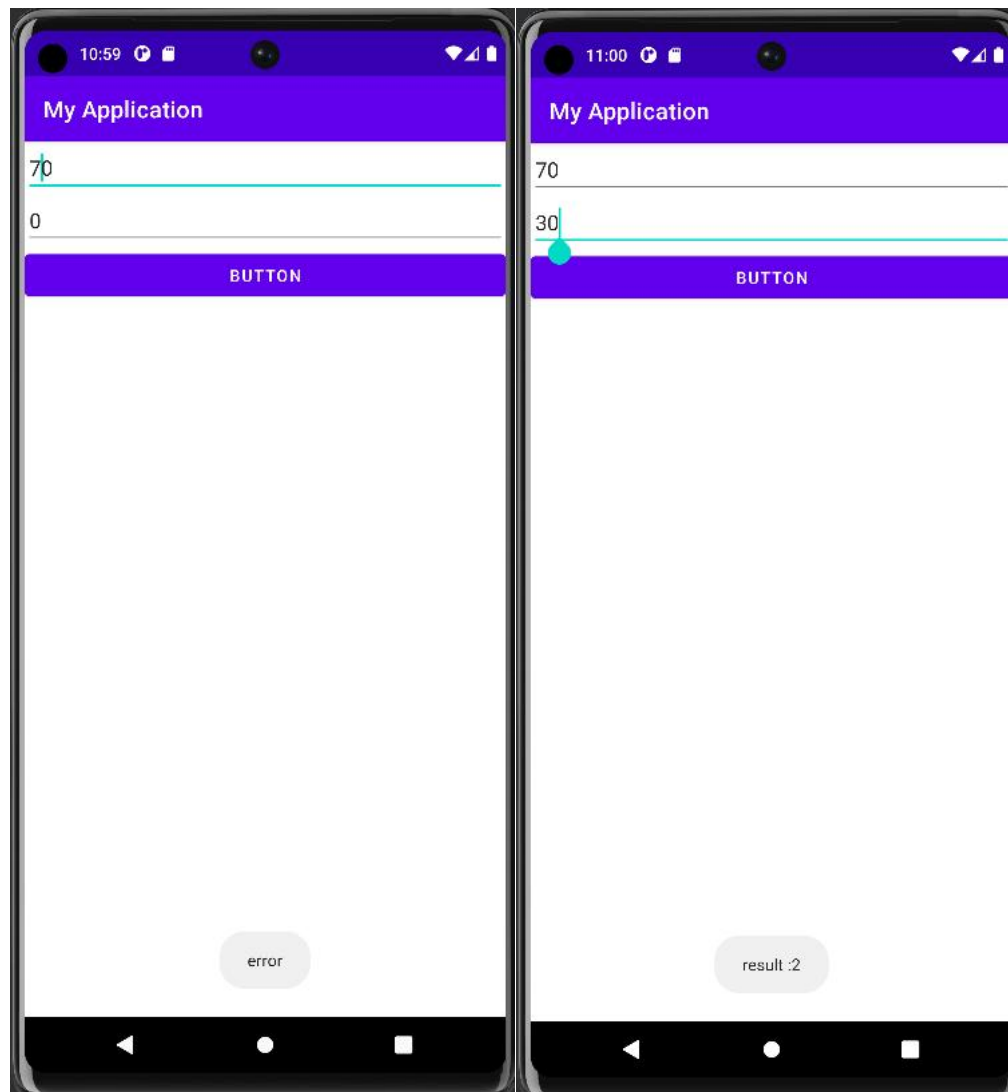 10:59
My Application
70
0
BUTTON
error
11:00
My Application
70
30
BUTTON
result :2